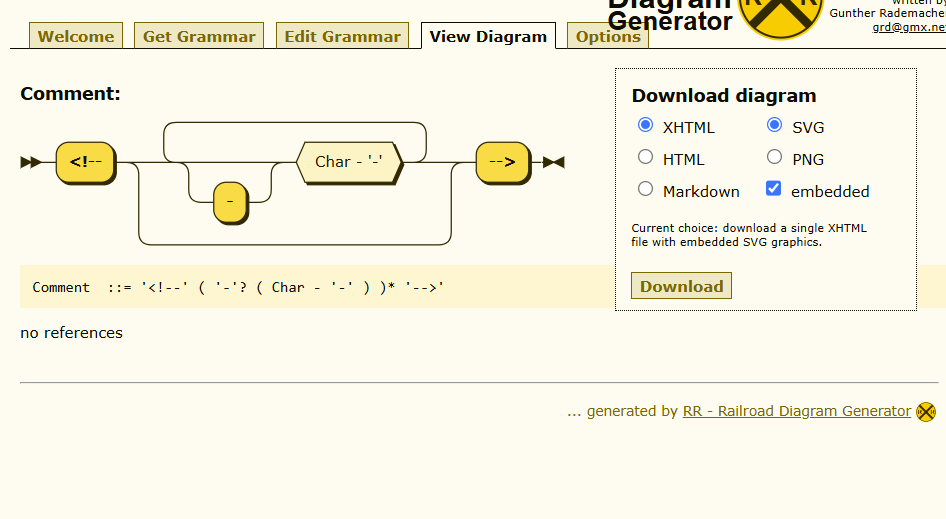 Diagram
Generator
written by
Gunther Rademacher
grd@gmx.net
Welcome
Get Grammar
Edit Grammar
View Diagram
Options
Comment:
<!--
Char - '-'
-->
-
Comment ::= '<!--' ( '-'? ( Char - '-' ) )* '-->'
no references
Download diagram
XHTML
SVG
HTML
PNG
Markdown
embedded
Current choice: download a single XHTML
file with embedded SVG graphics.
Download
... generated by RR - Railroad Diagram Generator